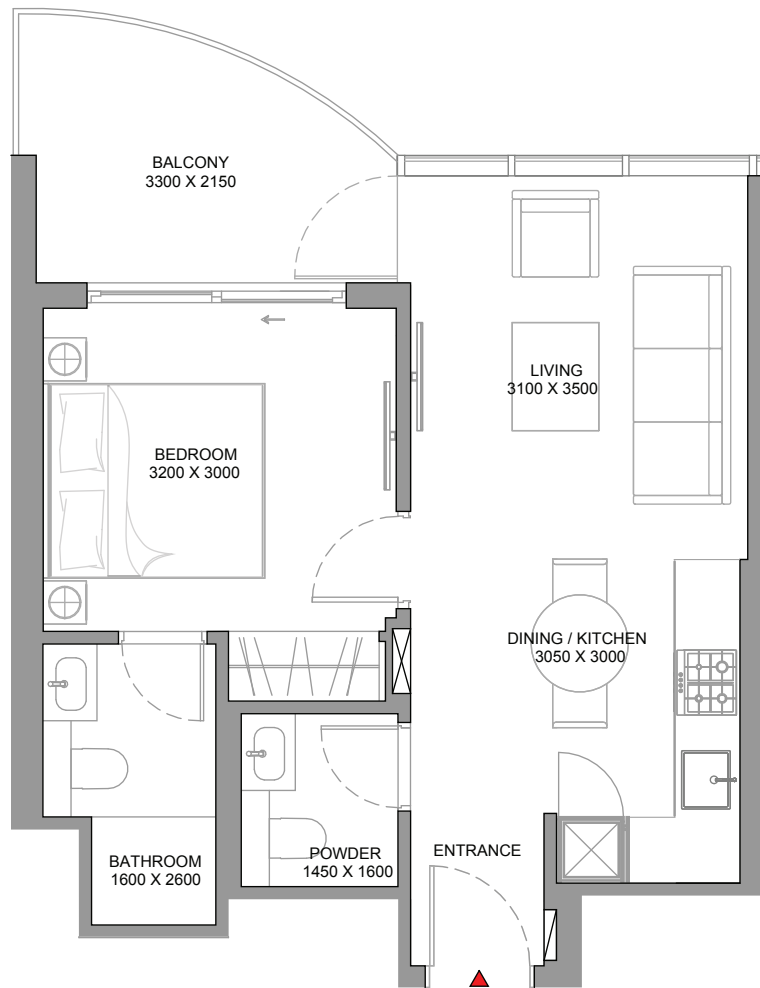 BALCONY
3300 X 2150
LIVING
3100 X 3500
BEDROOM
3200 X 3000
DINING / KITCHEN
3050 X 3000
BATHROOM
1600 X 2600
POWDER
1450 X 1600
ENTRANCE